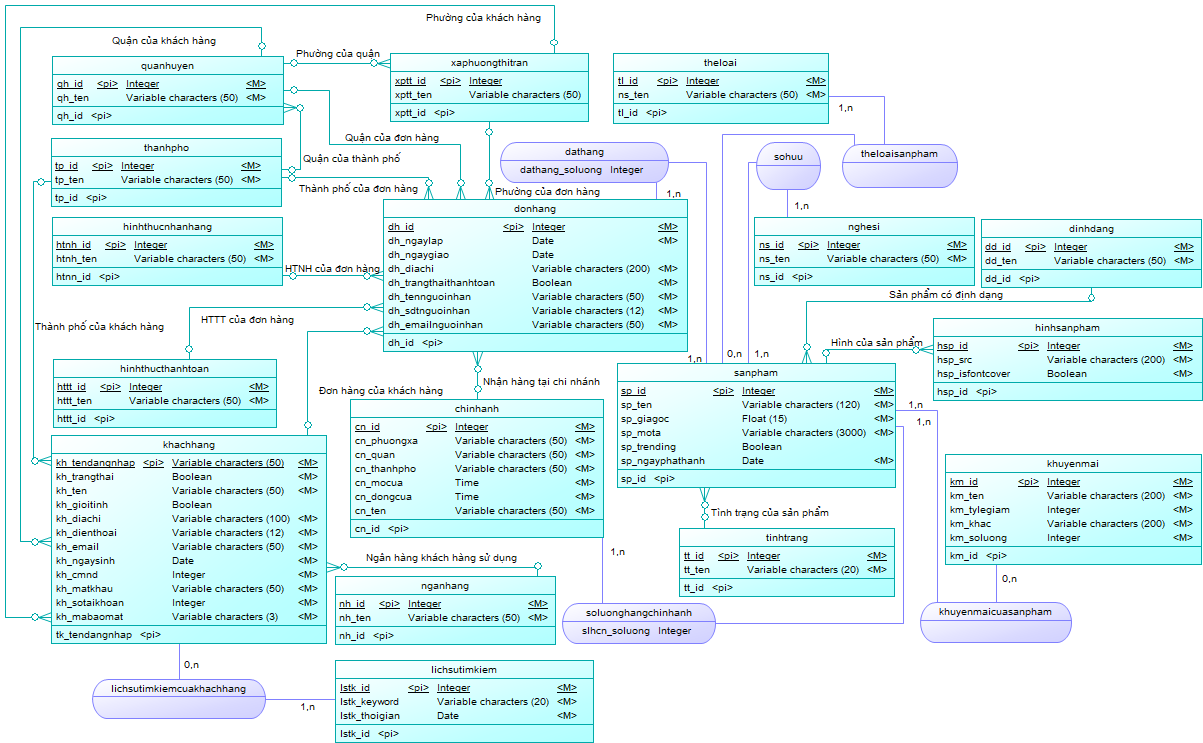 Phường của khách hàng
Quận của khách hàng
Phường của quận
quanhuyen
qh_id <pi> Integer <M>
qh_ten Variable characters (50) <M>
qh_id <pi>
xaphuongthitran
xptt_id <pi> Integer
xptt_ten Variable characters (50)
xptt_id <pi>
theloai
tl_id <pi> Integer <M>
ns_ten Variable characters (50) <M>
tl_id <pi>
1,n
theloaisanpham
Quận của đơn hàng
thanhpho
tp_id <pi> Integer <M>
tp_ten Variable characters (50) <M>
tp_id <pi>
Quận của thành phố
Thành phố của đơn hàng
Phường của đơn hàng
dathang
dathang_soluong Integer
1,n
sohuu
1,n
hinhthucnhanhang
htnh_id <pi> Integer <M>
htnh_ten Variable characters (50) <M>
htnn_id <pi>
HTNH của đơn hàng
donhang
dh_id <pi> Integer <M>
dh_ngaylap Date <M>
dh_ngaygiao Date
dh_diachi Variable characters (200) <M>
dh_trangthaithanhtoan Boolean <M>
dh_tennguoinhan Variable characters (50) <M>
dh_sdtnguoinhan Variable characters (12) <M>
dh_emailnguoinhan Variable characters (50) <M>
dh_id <pi>
nghesi
ns_id <pi> Integer <M>
ns_ten Variable characters (50) <M>
ns_id <pi>
dinhdang
dd_id <pi> Integer <M>
dd_ten Variable characters (50) <M>
dd_id <pi>
Sản phẩm có định dạng
Thành phố của khách hàng
HTTT của đơn hàng
hinhthucthanhtoan
httt_id <pi> Integer <M>
httt_ten Variable characters (50) <M>
httt_id <pi>
Đơn hàng của khách hàng
Nhận hàng tại chi nhánh
1,n
0,n
1,n
Hình của sản phẩm
hinhsanpham
hsp_id <pi> Integer <M>
hsp_src Variable characters (200) <M>
hsp_isfontcover Boolean <M>
hsp_id <pi>
sanpham
sp_id <pi> Integer <M>
sp_ten Variable characters (120) <M>
sp_giagoc Float (15) <M>
sp_mota Variable characters (3000) <M>
sp_trending Boolean
sp_ngayphathanh Date <M>
sp_id <pi>
1,n
1,n
chinhanh
cn_id <pi> Integer <M>
cn_phuongxa Variable characters (50) <M>
cn_quan Variable characters (50) <M>
cn_thanhpho Variable characters (50) <M>
cn_mocua Time <M>
cn_dongcua Time <M>
cn_ten Variable characters (50) <M>
cn_id <pi>
1,n
khachhang
kh_tendangnhap <pi> Variable characters (50) <M>
kh_trangthai Boolean <M>
kh_ten Variable characters (50) <M>
kh_gioitinh Boolean
kh_diachi Variable characters (100) <M>
kh_dienthoai Variable characters (12) <M>
kh_email Variable characters (50) <M>
kh_ngaysinh Date <M>
kh_cmnd Integer <M>
kh_matkhau Variable characters (50) <M>
kh_sotaikhoan Integer <M>
kh_mabaomat Variable characters (3) <M>
tk_tendangnhap <pi>
Tình trạng của sản phẩm
tinhtrang
tt_id <pi> Integer <M>
tt_ten Variable characters (20) <M>
tt_id <pi>
khuyenmai
km_id <pi> Integer <M>
km_ten Variable characters (200) <M>
km_tylegiam Integer <M>
km_khac Variable characters (200) <M>
km_soluong Integer <M>
km_id <pi>
0,n
khuyenmaicuasanpham
Ngân hàng khách hàng sử dụng
nganhang
nh_id <pi> Integer <M>
nh_ten Variable characters (50) <M>
nh_id <pi>
soluonghangchinhanh
slhcn_soluong Integer
0,n
lichsutimkiemcuakhachhang
1,n
lichsutimkiem
lstk_id <pi> Integer <M>
lstk_keyword Variable characters (20) <M>
lstk_thoigian Date <M>
lstk_id <pi>